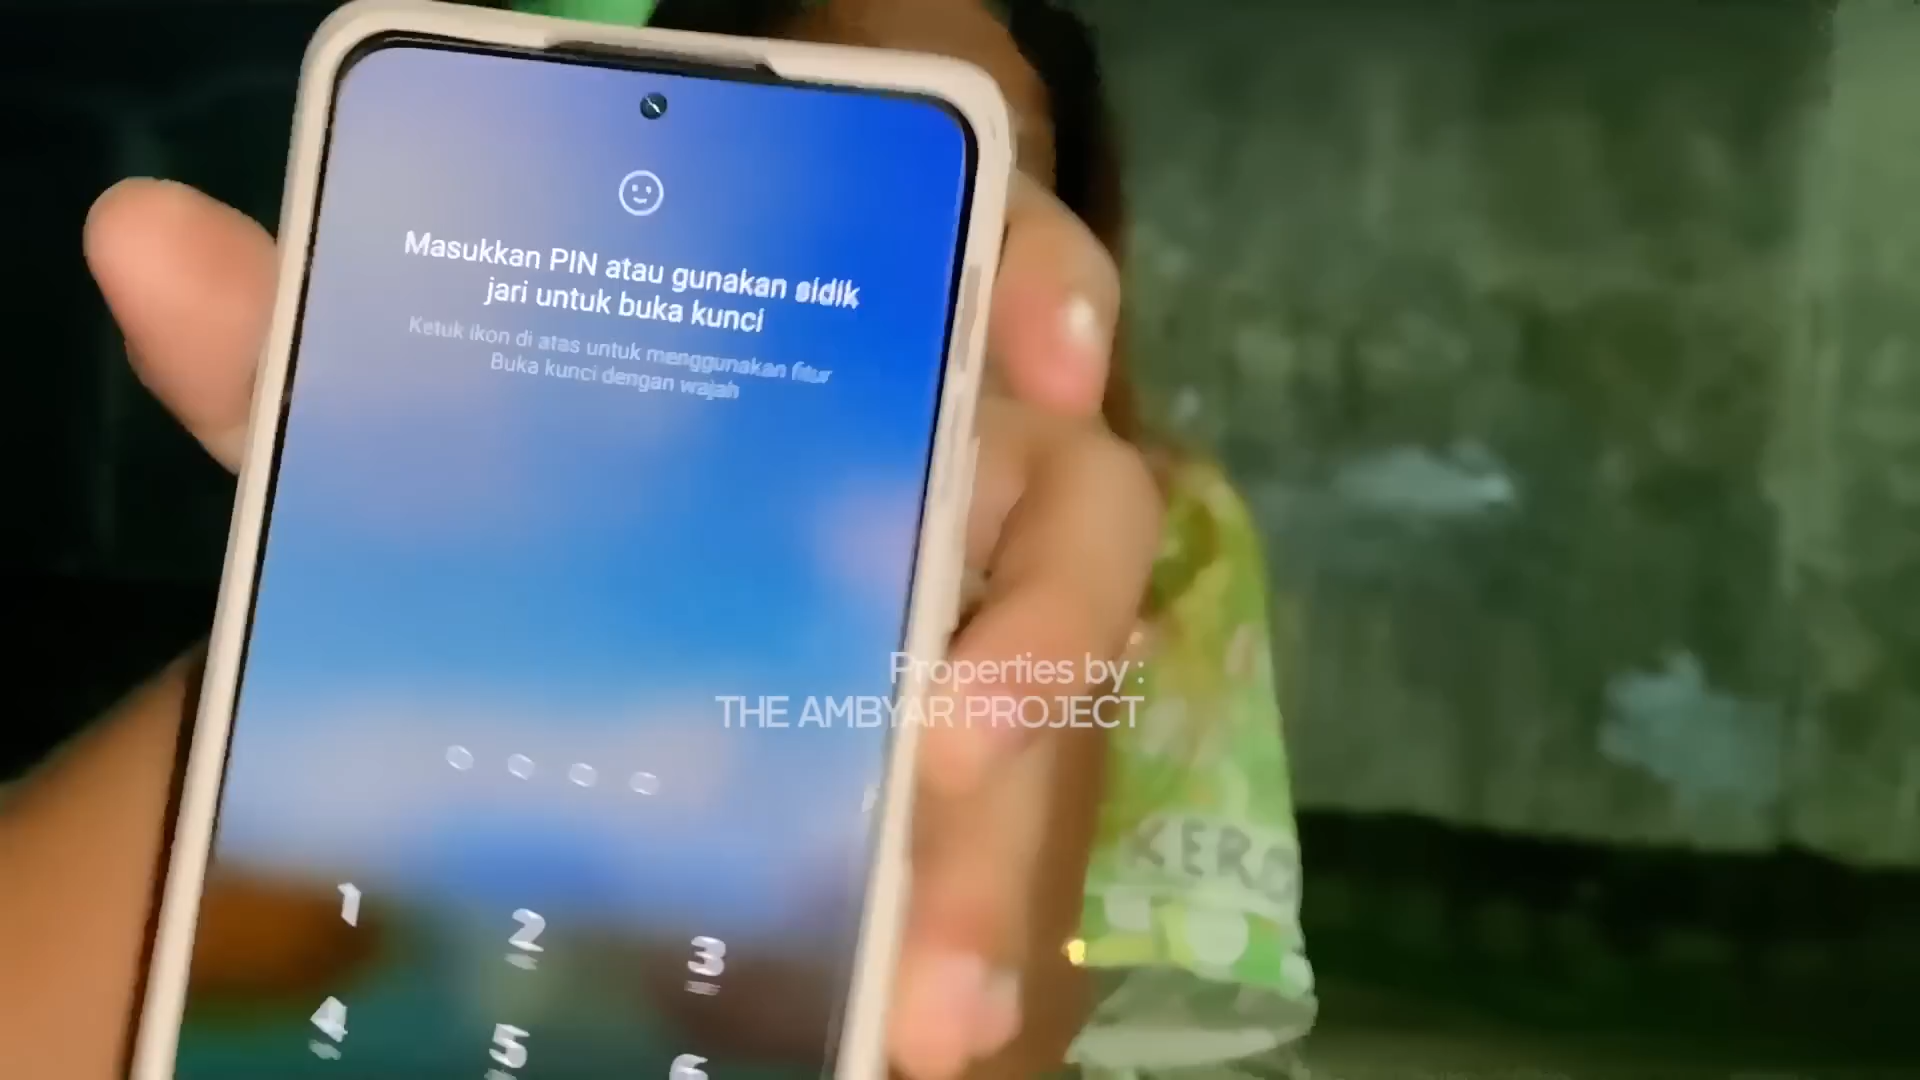 Masukkan PIN atau gunakan sidik
jari untuk buka kunci
Ketuk ikon di atas untuk menggunakan fitur
Buka kunci dengan wajah
Properties by :
THE AMBYAR PROJECT
1
2
3
4
5
6